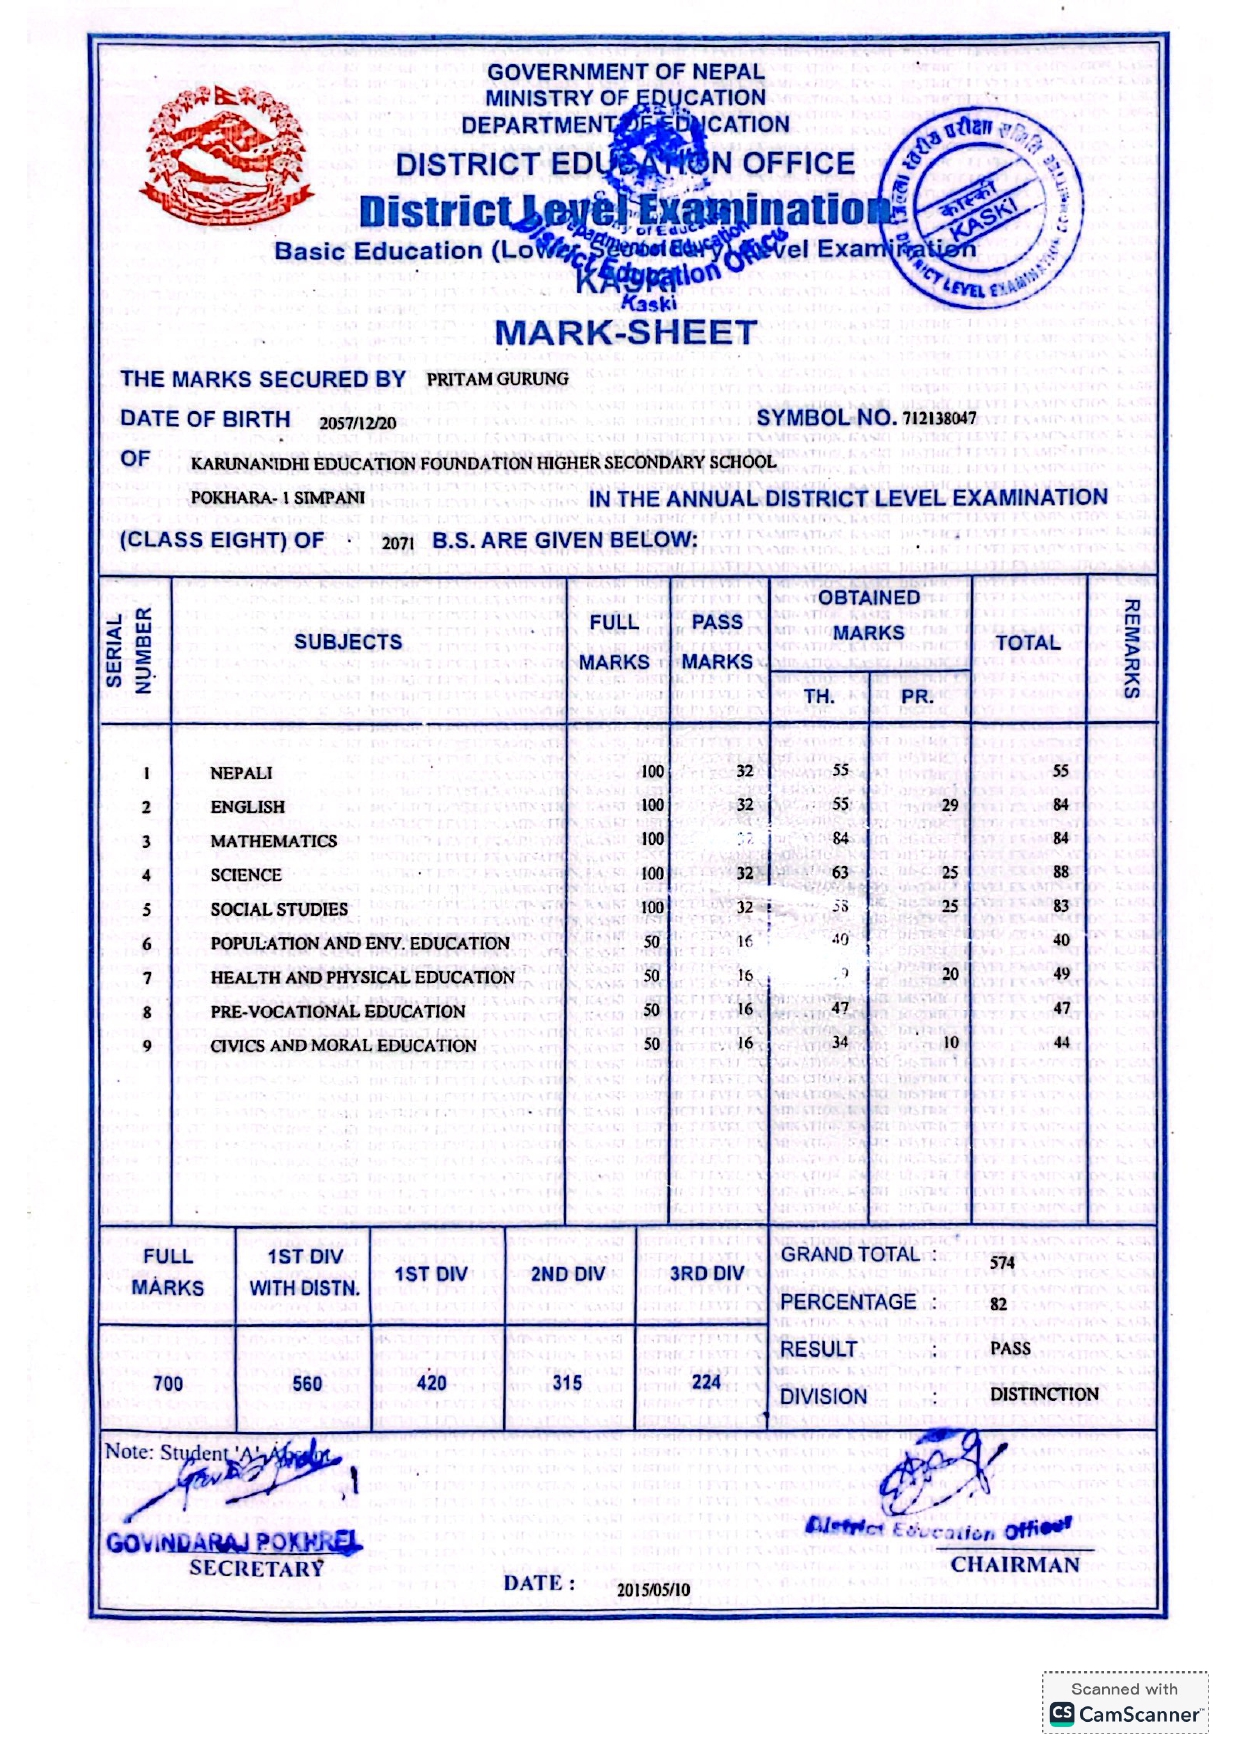 GOVERNMENT OF NEPAL
MINISTRY OF EDUCATION
DEPARTMENT OF EDUCATION
DISTRICT EDUCATION OFFICE
District Level Examination
Basic Education (Lower Secondary) Level Examination
KASKI
Department of Education
District Education Office
Kaski
जिल्ला स्तरीय परीक्षा समिति
कास्की
KASKI
DISTRICT LEVEL EXAMINATION
MARK-SHEET
THE MARKS SECURED BY PRITAM GURUNG
DATE OF BIRTH 2057/12/20 SYMBOL NO. 712138047
OF KARUNANIDHI EDUCATION FOUNDATION HIGHER SECONDARY SCHOOL
POKHARA- 1 SIMPANI IN THE ANNUAL DISTRICT LEVEL EXAMINATION
(CLASS EIGHT) OF 2071 B.S. ARE GIVEN BELOW:
SERIAL NUMBER SUBJECTS FULL MARKS PASS MARKS OBTAINED MARKS TOTAL REMARKS
TH. PR.
1 NEPALI 100 32 55 55
2 ENGLISH 100 32 55 29 84
3 MATHEMATICS 100 84 84
4 SCIENCE 100 32 63 25 88
5 SOCIAL STUDIES 100 32 58 25 83
6 POPULATION AND ENV. EDUCATION 50 16 40 40
7 HEALTH AND PHYSICAL EDUCATION 50 16 20 49
8 PRE-VOCATIONAL EDUCATION 50 16 47 47
9 CIVICS AND MORAL EDUCATION 50 16 34 10 44
FULL MARKS 1ST DIV WITH DISTN. 1ST DIV 2ND DIV 3RD DIV
700 560 420 315 224
GRAND TOTAL : 574
PERCENTAGE : 82
RESULT : PASS
DIVISION : DISTINCTION
Note: Student 'A' Absent
GOVINDARAJ POKHREL
SECRETARY
District Education Officer
CHAIRMAN
DATE : 2015/05/10
Scanned with
CS CamScanner